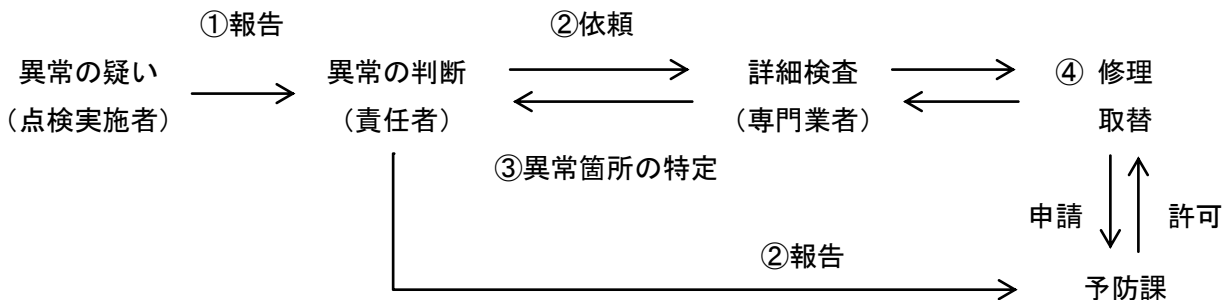 ①報告
②依頼
異常の疑い
異常の判断
詳細検査
④ 修理
(点検実施者)
(責任者)
(専門業者)
取替
③異常箇所の特定
申請
許可
②報告
予防課